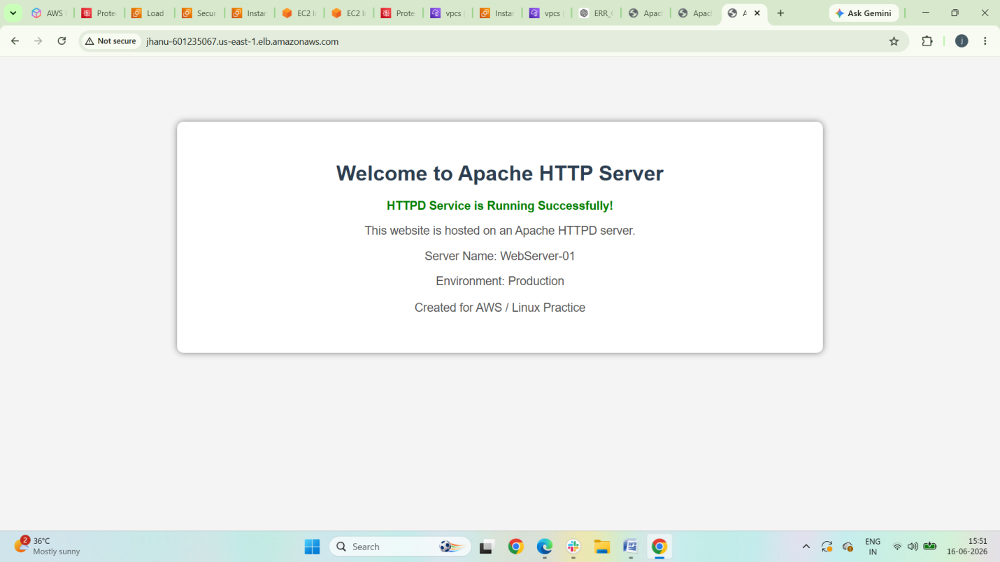 AWS
Prote
Load
Secur
Instar
EC2 I
EC2 I
Prote
vpcs
Instar
vpcs
ERR_
Apac
Apac
A
Ask Gemini
Not secure
jhanu-601235067.us-east-1.elb.amazonaws.com
j
Welcome to Apache HTTP Server
HTTPD Service is Running Successfully!
This website is hosted on an Apache HTTPD server.
Server Name: WebServer-01
Environment: Production
Created for AWS / Linux Practice
2
36°C
Mostly sunny
Search
ENG
IN
15:51
16-06-2026